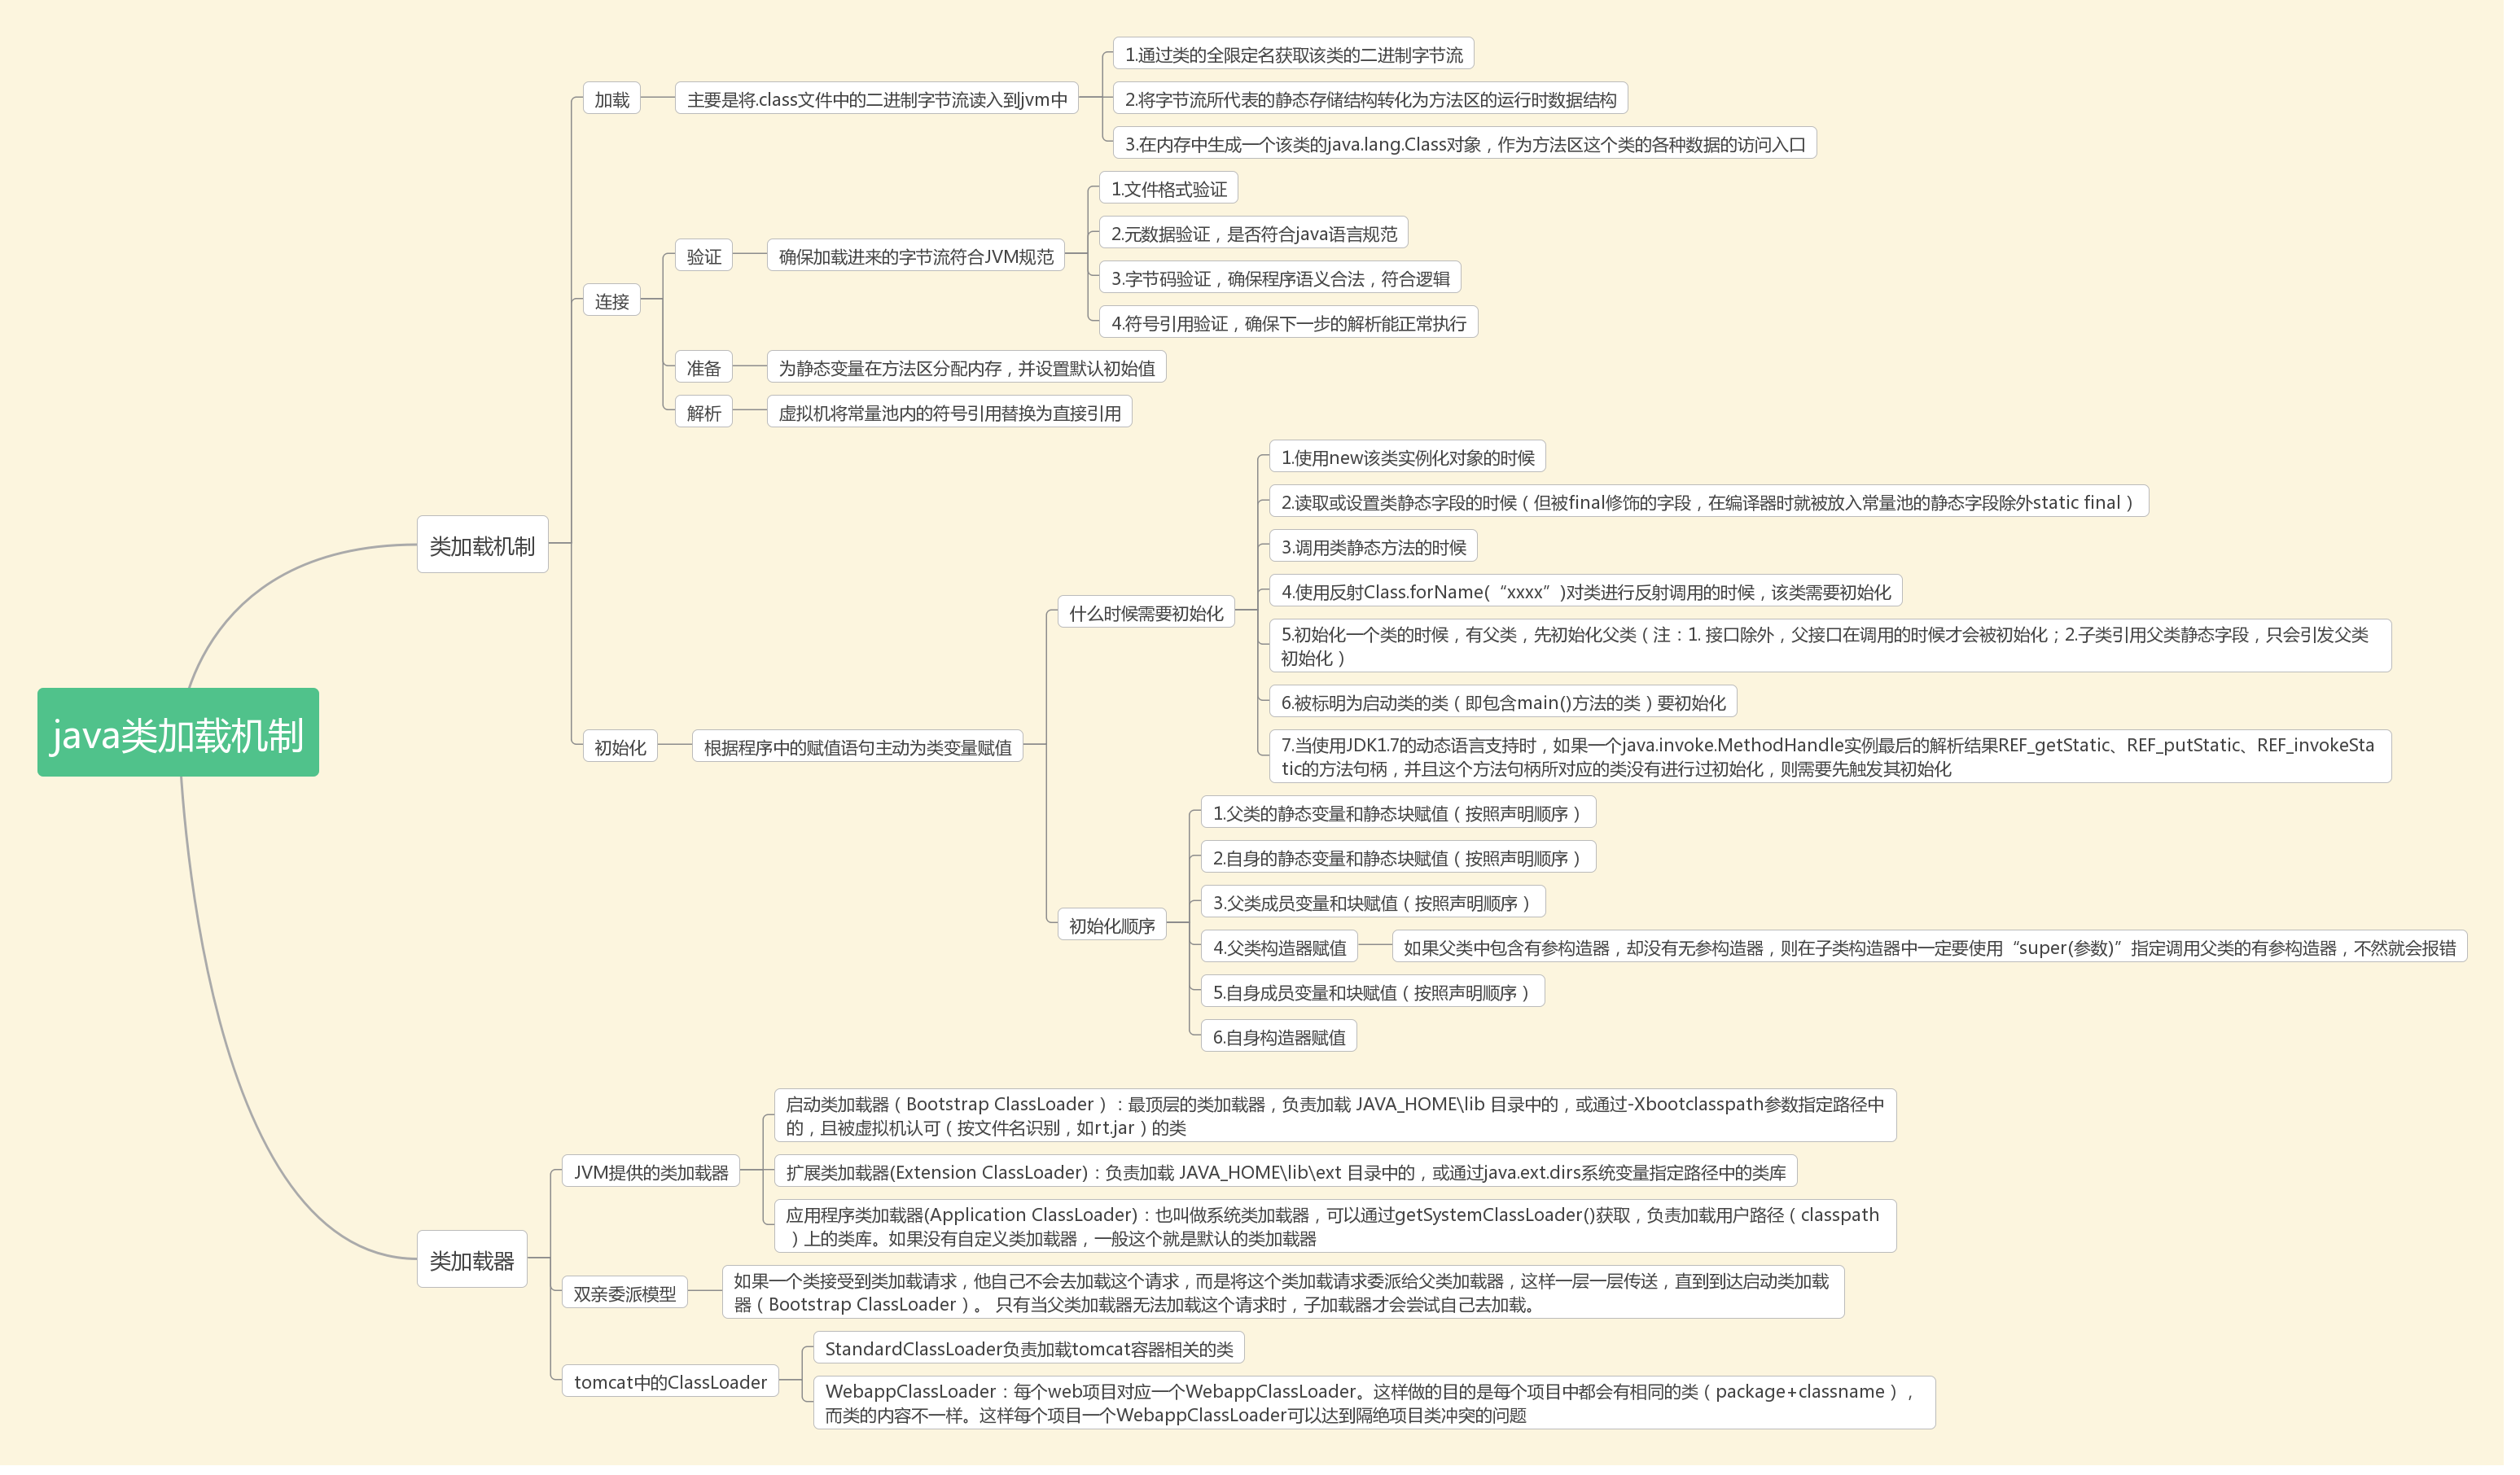 java类加载机制
类加载机制
加载
主要是将.class文件中的二进制字节流读入到jvm中
1.通过类的全限定名获取该类的二进制字节流
2.将字节流所代表的静态存储结构转化为方法区的运行时数据结构
3.在内存中生成一个该类的java.lang.Class对象，作为方法区这个类的各种数据的访问入口
连接
验证
确保加载进来的字节流符合JVM规范
1.文件格式验证
2.元数据验证，是否符合java语言规范
3.字节码验证，确保程序语义合法，符合逻辑
4.符号引用验证，确保下一步的解析能正常执行
准备
为静态变量在方法区分配内存，并设置默认初始值
解析
虚拟机将常量池内的符号引用替换为直接引用
初始化
根据程序中的赋值语句主动为类变量赋值
什么时候需要初始化
1.使用new该类实例化对象的时候
2.读取或设置类静态字段的时候（但被final修饰的字段，在编译器时就被放入常量池的静态字段除外static final）
3.调用类静态方法的时候
4.使用反射Class.forName(“xxxx”)对类进行反射调用的时候，该类需要初始化
5.初始化一个类的时候，有父类，先初始化父类（注：1. 接口除外，父接口在调用的时候才会被初始化；2.子类引用父类静态字段，只会引发父类
初始化）
6.被标明为启动类的类（即包含main()方法的类）要初始化
7.当使用JDK1.7的动态语言支持时，如果一个java.invoke.MethodHandle实例最后的解析结果REF_getStatic、REF_putStatic、REF_invokeSta
tic的方法句柄，并且这个方法句柄所对应的类没有进行过初始化，则需要先触发其初始化
初始化顺序
1.父类的静态变量和静态块赋值（按照声明顺序）
2.自身的静态变量和静态块赋值（按照声明顺序）
3.父类成员变量和块赋值（按照声明顺序）
4.父类构造器赋值
如果父类中包含有参构造器，却没有无参构造器，则在子类构造器中一定要使用“super(参数)”指定调用父类的有参构造器，不然就会报错
5.自身成员变量和块赋值（按照声明顺序）
6.自身构造器赋值
类加载器
JVM提供的类加载器
启动类加载器（Bootstrap ClassLoader）：最顶层的类加载器，负责加载 JAVA_HOME\lib 目录中的，或通过-Xbootclasspath参数指定路径中
的，且被虚拟机认可（按文件名识别，如rt.jar）的类
扩展类加载器(Extension ClassLoader)：负责加载 JAVA_HOME\lib\ext 目录中的，或通过java.ext.dirs系统变量指定路径中的类库
应用程序类加载器(Application ClassLoader)：也叫做系统类加载器，可以通过getSystemClassLoader()获取，负责加载用户路径（classpath
）上的类库。如果没有自定义类加载器，一般这个就是默认的类加载器
双亲委派模型
如果一个类接受到类加载请求，他自己不会去加载这个请求，而是将这个类加载请求委派给父类加载器，这样一层一层传送，直到到达启动类加载
器（Bootstrap ClassLoader）。 只有当父类加载器无法加载这个请求时，子加载器才会尝试自己去加载。
tomcat中的ClassLoader
StandardClassLoader负责加载tomcat容器相关的类
WebappClassLoader：每个web项目对应一个WebappClassLoader。这样做的目的是每个项目中都会有相同的类（package+classname），
而类的内容不一样。这样每个项目一个WebappClassLoader可以达到隔绝项目类冲突的问题